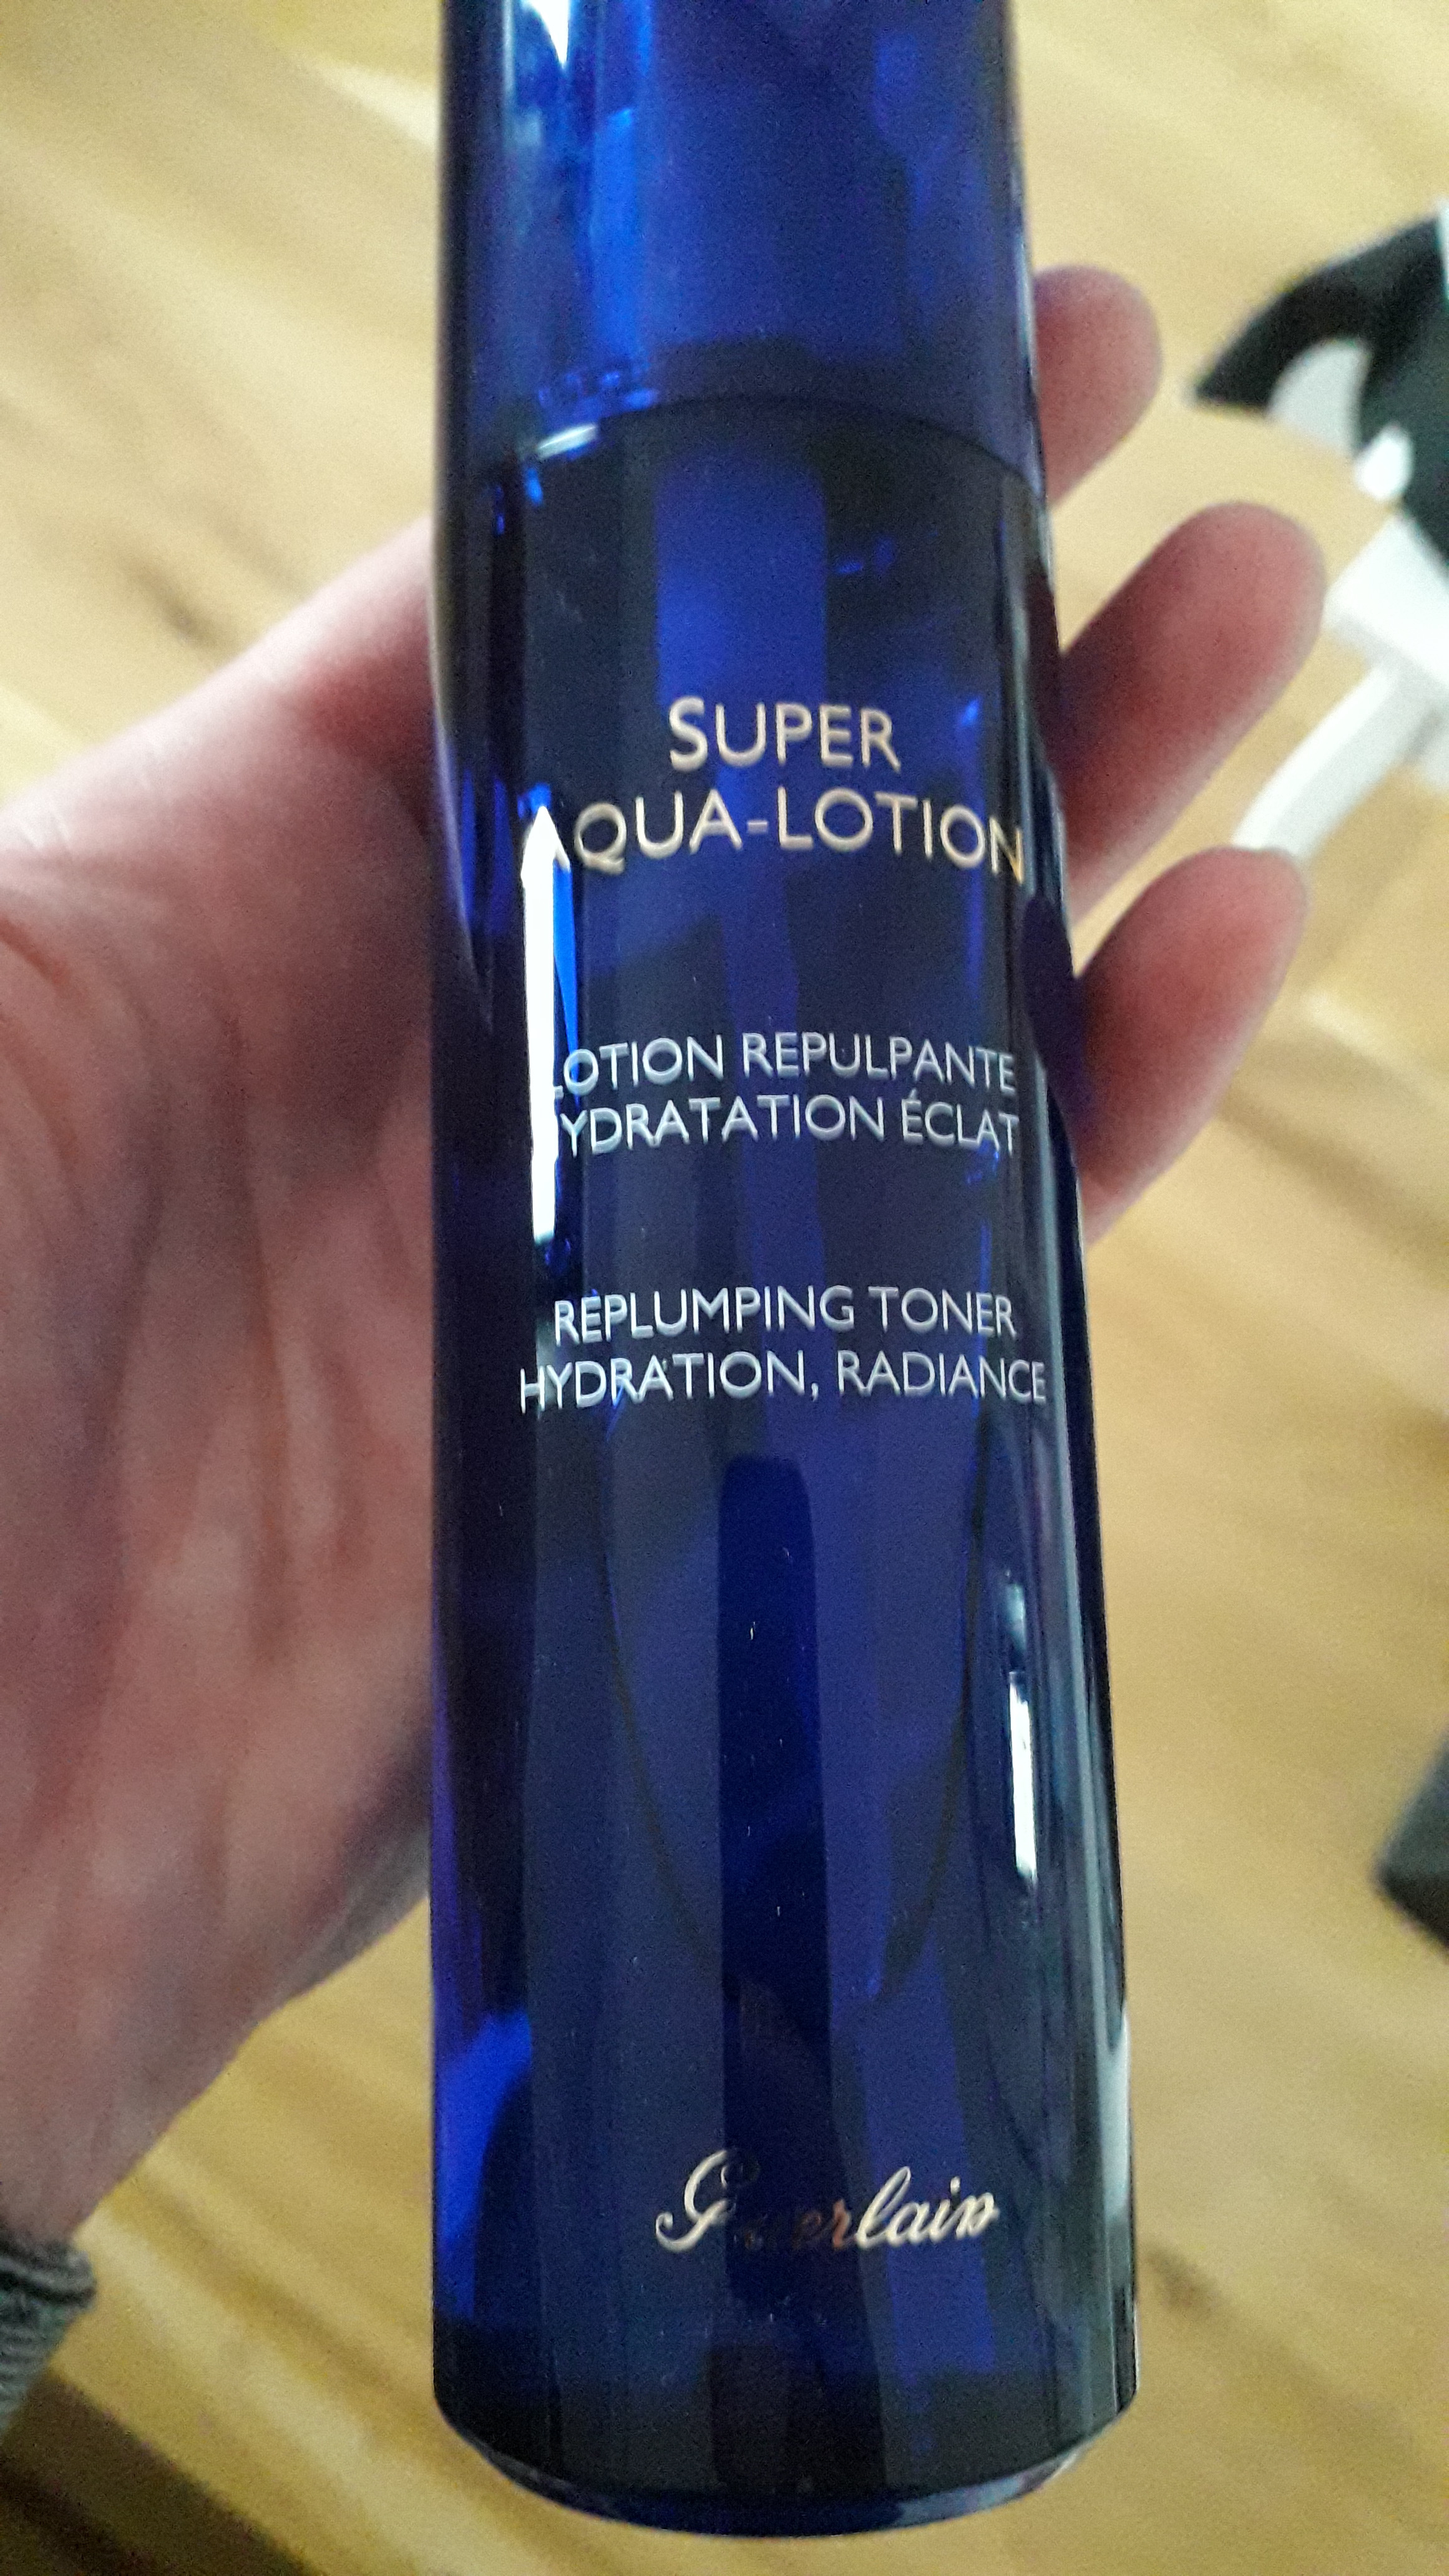 SUPER
AQUA-LOTION
LOTION REPULPANTE
HYDRATATION ÉCLAT
REPLUMPING TONER
HYDRATION, RADIANCE
Guerlain